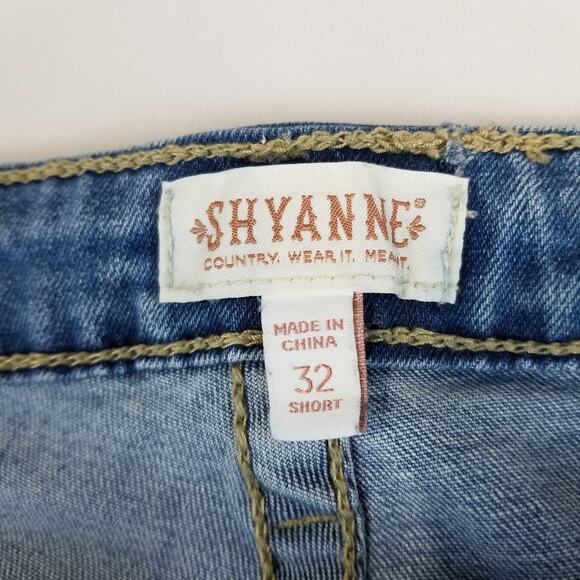 SHYANNE®
COUNTRY. WEAR IT. MEAN IT.
MADE IN
CHINA
32
SHORT